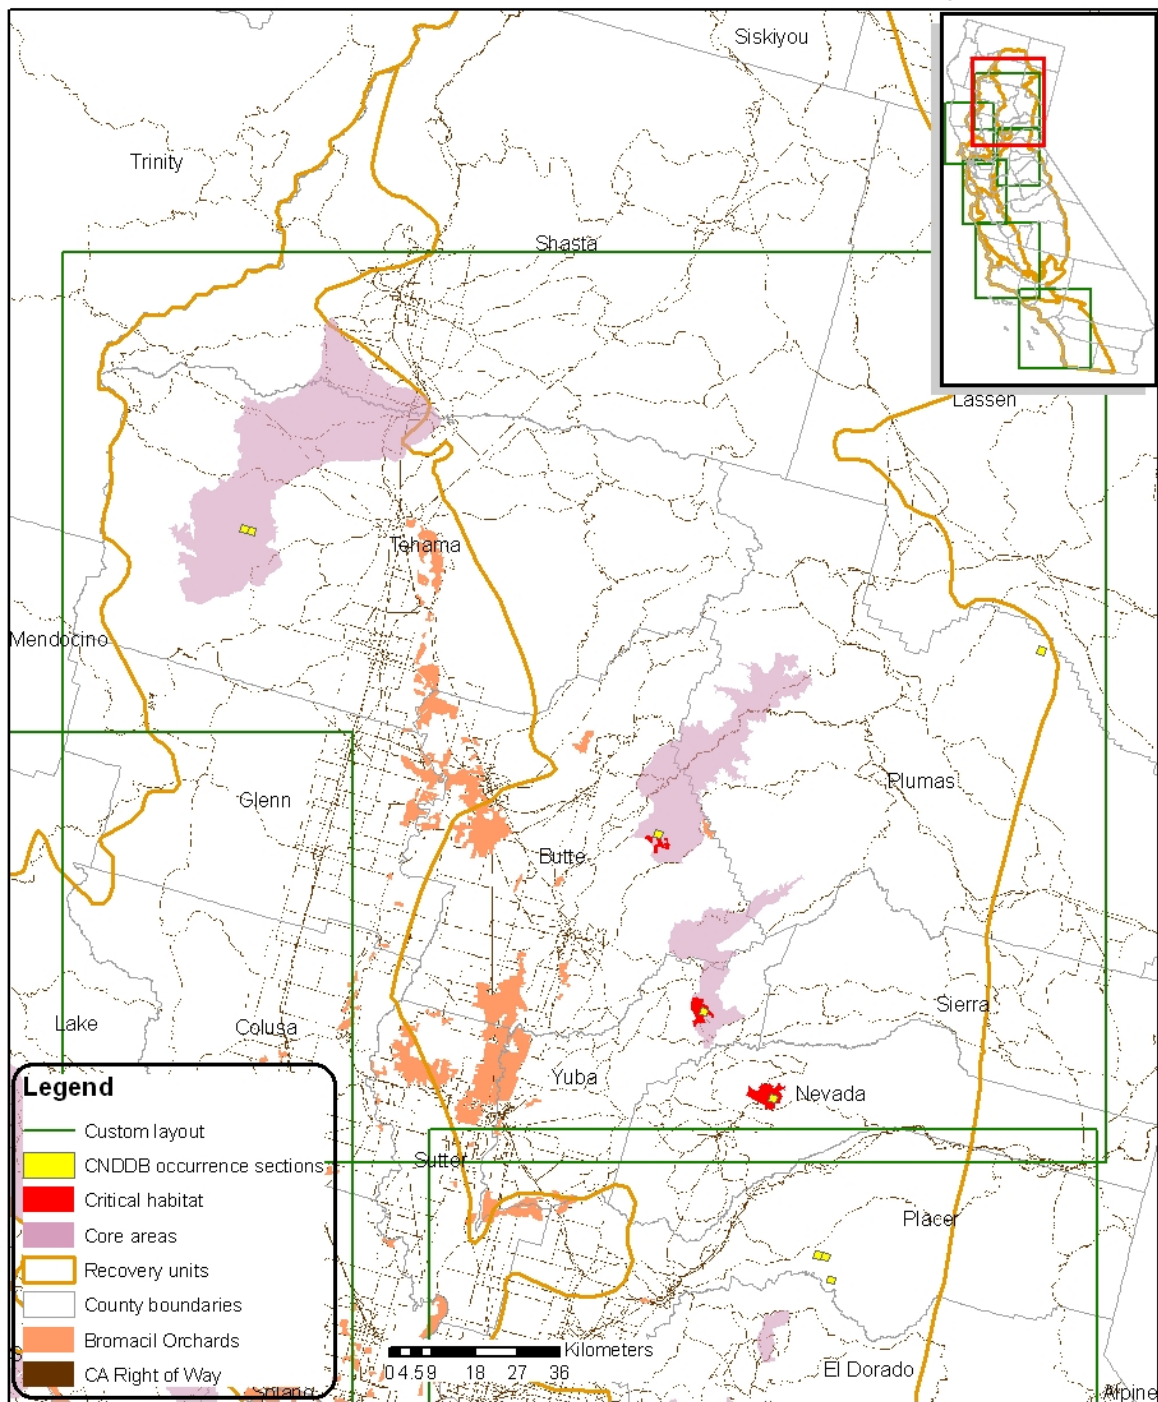 Siskiyou
Trinity
Shasta
Lassen
Tehama
Mendocino
Plumas
Glenn
Butte
Sierra
Lake
Colusa
Yuba
Nevada
Sutter
Placer
El Dorado
Alpine
Solano
Legend
Custom layout
CNDDB occurrence sections
Critical habitat
Core areas
Recovery units
County boundaries
Bromacil Orchards
CA Right of Way
Kilometers
0 4.5 9 18 27 36